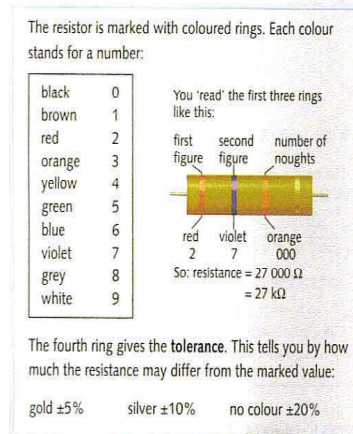 The resistor is marked with coloured rings. Each colour
stands for a number:
black 0
brown 1
red 2
orange 3
yellow 4
green 5
blue 6
violet 7
grey 8
white 9
You 'read' the first three rings
like this:
first second number of
figure figure noughts
red violet orange
2 7 000
So: resistance = 27 000 Ω
= 27 kΩ
The fourth ring gives the tolerance. This tells you by how
much the resistance may differ from the marked value:
gold ±5% silver ±10% no colour ±20%